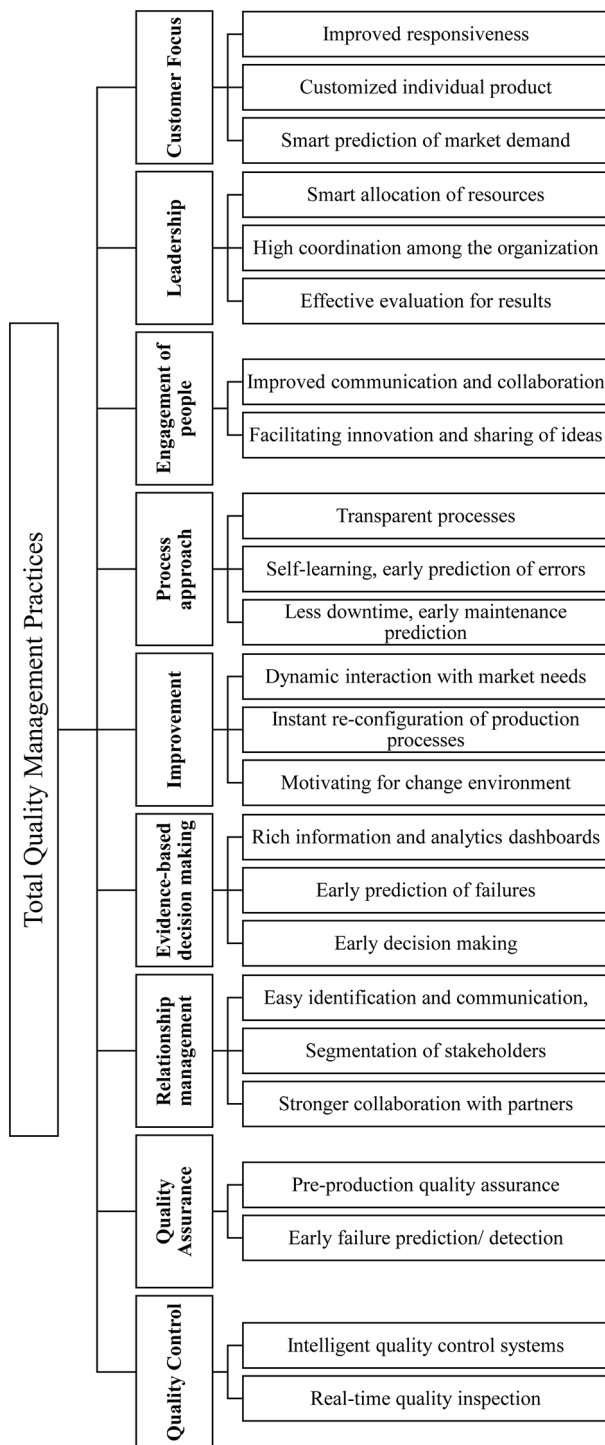 Total Quality Management Practices
Customer Focus
Improved responsiveness
Customized individual product
Smart prediction of market demand
Leadership
Smart allocation of resources
High coordination among the organization
Effective evaluation for results
Engagement of
people
Improved communication and collaboration
Facilitating innovation and sharing of ideas
Process
approach
Transparent processes
Self-learning, early prediction of errors
Less downtime, early maintenance
prediction
Improvement
Dynamic interaction with market needs
Instant re-configuration of production
processes
Motivating for change environment
Evidence-based
decision making
Rich information and analytics dashboards
Early prediction of failures
Early decision making
Relationship
management
Easy identification and communication,
Segmentation of stakeholders
Stronger collaboration with partners
Quality
Assurance
Pre-production quality assurance
Early failure prediction/ detection
Quality Control
Intelligent quality control systems
Real-time quality inspection